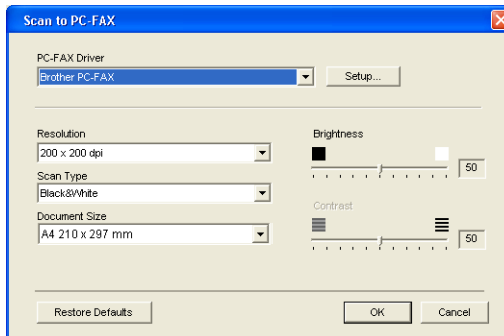 Scan to PC-FAX
PC-FAX Driver
Brother PC-FAX
Setup...
Resolution
200 x 200 dpi
Scan Type
Black&White
Document Size
A4 210 x 297 mm
Brightness
50
Contrast
50
Restore Defaults
OK
Cancel